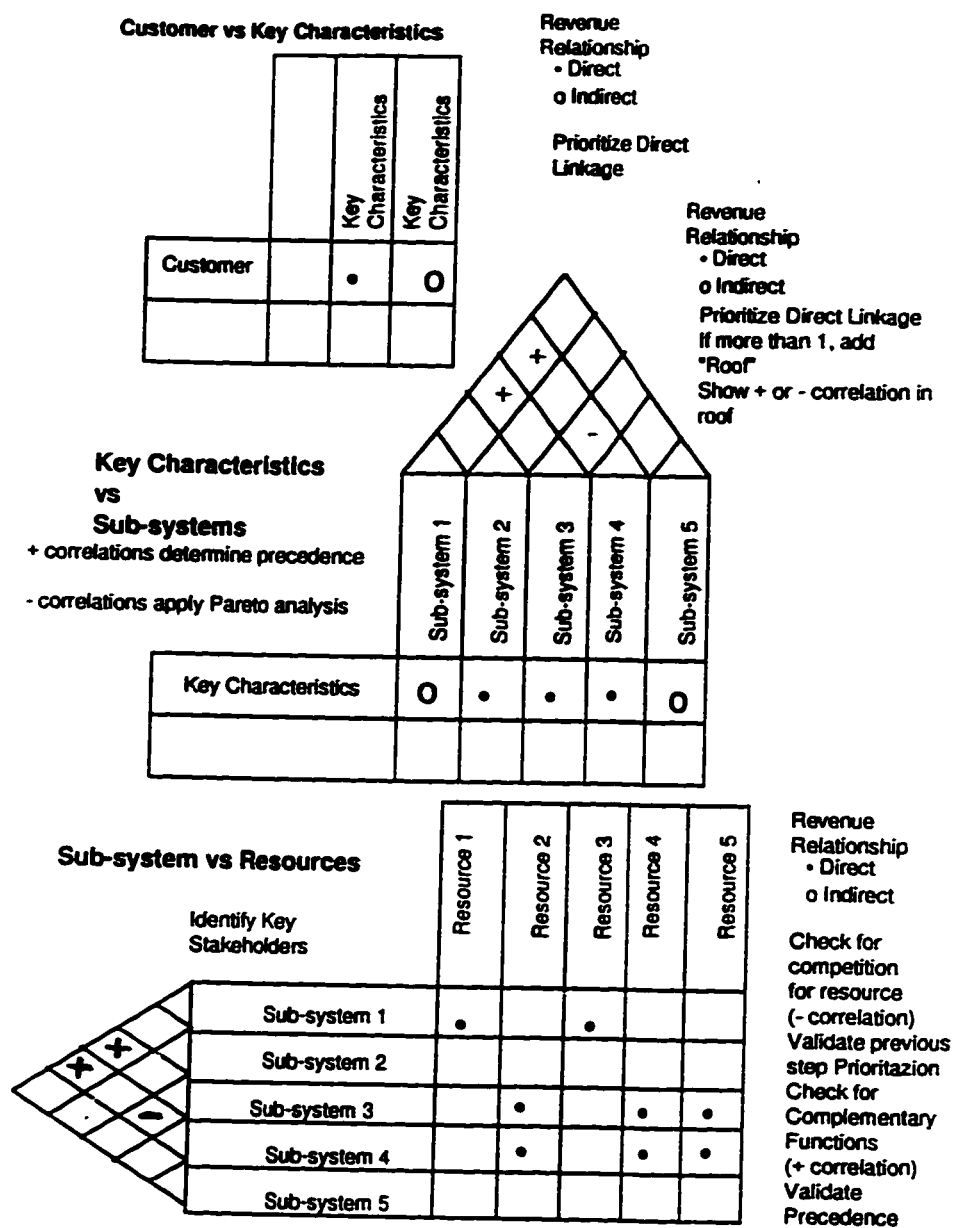 Customer vs Key Characteristics
Key
Characteristics
Key
Characteristics
Customer
•
O
Revenue
Relationship
• Direct
o Indirect
Prioritize Direct
Linkage
Revenue
Relationship
• Direct
o Indirect
Prioritize Direct Linkage
If more than 1, add
"Roof"
Show + or - correlation in
roof
+
+
-
Key Characteristics
vs
Sub-systems
+ correlations determine precedence
- correlations apply Pareto analysis
Sub-system 1
Sub-system 2
Sub-system 3
Sub-system 4
Sub-system 5
Key Characteristics
O • • • O
Sub-system vs Resources
Identify Key
Stakeholders
Resource 1
Resource 2
Resource 3
Resource 4
Resource 5
+
+
-
Sub-system 1 • •
Sub-system 2
Sub-system 3 • • •
Sub-system 4 • • •
Sub-system 5
Revenue
Relationship
• Direct
o Indirect
Check for
competition
for resource
(- correlation)
Validate previous
step Prioritazion
Check for
Complementary
Functions
(+ correlation)
Validate
Precedence